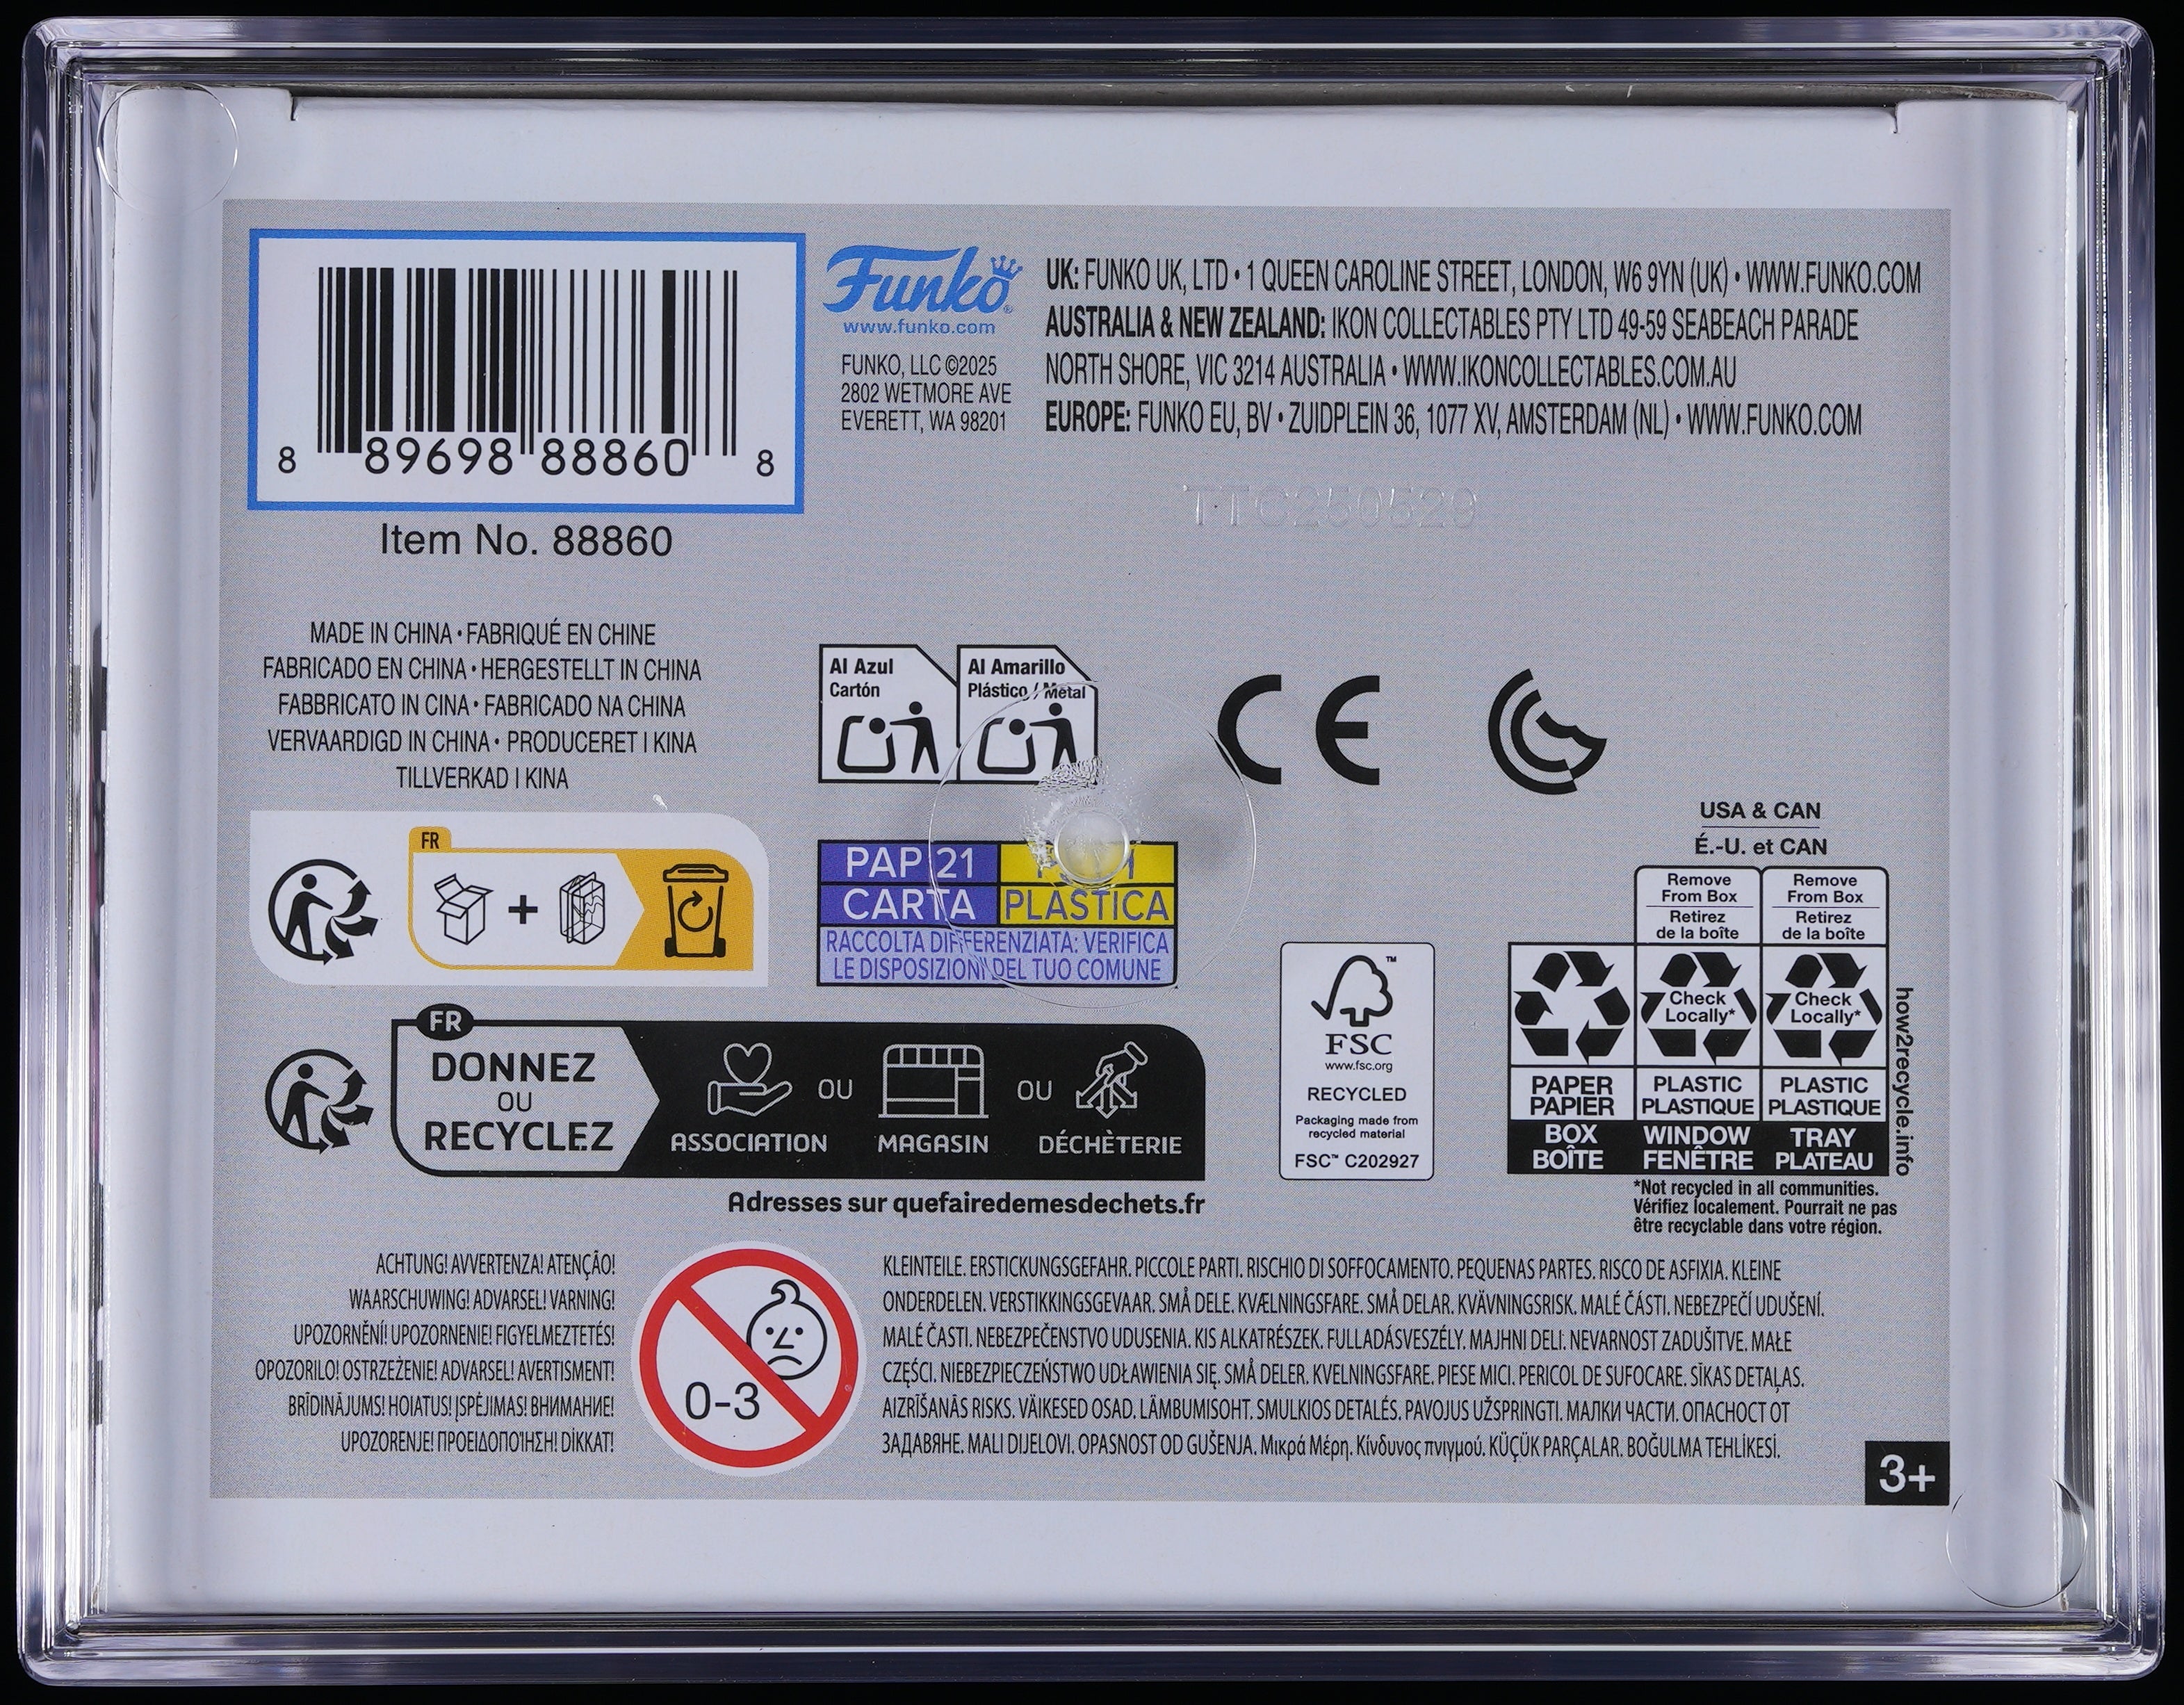 8 89698 88860 8
Item No. 88860
Funko
www.funko.com
FUNKO, LLC ©2025
2802 WETMORE AVE
EVERETT, WA 98201
UK: FUNKO UK, LTD • 1 QUEEN CAROLINE STREET, LONDON, W6 9YN (UK) • WWW.FUNKO.COM
AUSTRALIA & NEW ZEALAND: IKON COLLECTABLES PTY LTD 49-59 SEABEACH PARADE
NORTH SHORE, VIC 3214 AUSTRALIA • WWW.IKONCOLLECTABLES.COM.AU
EUROPE: FUNKO EU, BV • ZUIDPLEIN 36, 1077 XV, AMSTERDAM (NL) • WWW.FUNKO.COM
TTC250529
MADE IN CHINA • FABRIQUÉ EN CHINE
FABRICADO EN CHINA • HERGESTELLT IN CHINA
FABBRICATO IN CINA • FABRICADO NA CHINA
VERVAARDIGD IN CHINA • PRODUCERET I KINA
TILLVERKAD I KINA
Al Azul
Cartón
Al Amarillo
Plástico / Metal
CE
FR
+
PAP 21
CARTA
PLASTICA
RACCOLTA DIFFERENZIATA: VERIFICA
LE DISPOSIZIONI DEL TUO COMUNE
FR
DONNEZ
OU
RECYCLEZ
ASSOCIATION
OU
MAGASIN
OU
DÉCHÈTERIE
Adresses sur quefairedemesdechets.fr
FSC™
www.fsc.org
RECYCLED
Packaging made from
recycled material
FSC™ C202927
USA & CAN
É.-U. et CAN
Remove
From Box
Retirez
de la boîte
Remove
From Box
Retirez
de la boîte
Check
Locally*
Check
Locally*
PAPER
PAPIER
PLASTIC
PLASTIQUE
PLASTIC
PLASTIQUE
BOX
BOÎTE
WINDOW
FENÊTRE
TRAY
PLATEAU
how2recycle.info
*Not recycled in all communities.
Vérifiez localement. Pourrait ne pas
être recyclable dans votre région.
ACHTUNG! AVVERTENZA! ATENÇÃO!
WAARSCHUWING! ADVARSEL! VARNING!
UPOZORNĚNÍ! UPOZORNENIE! FIGYELMEZTETÉS!
OPOZORILO! OSTRZEŻENIE! ADVARSEL! AVERTISMENT!
BRĪDINĀJUMS! HOIATUS! ĮSPĖJIMAS! ВНИМАНИЕ!
UPOZORENJE! ΠΡΟΕΙΔΟΠΟΊΗΣΗ! DİKKAT!
0-3
KLEINTEILE. ERSTICKUNGSGEFAHR. PICCOLE PARTI. RISCHIO DI SOFFOCAMENTO. PEQUENAS PARTES. RISCO DE ASFIXIA. KLEINE
ONDERDELEN. VERSTIKKINGSGEVAAR. SMÅ DELE. KVÆLNINGSFARE. SMÅ DELAR. KVÄVNINGSRISK. MALÉ ČÁSTI. NEBEZPEČÍ UDUŠENÍ.
MALÉ ČASTI. NEBEZPEČENSTVO UDUSENIA. KIS ALKATRÉSZEK. FULLADÁSVESZÉLY. MAJHNI DELI. NEVARNOST ZADUŠITVE. MAŁE
CZĘŚCI. NIEBEZPIECZEŃSTWO UDŁAWIENIA SIĘ. SMÅ DELER. KVELNINGSFARE. PIESE MICI. PERICOL DE SUFOCARE. SĪKAS DETAĻAS.
AIZRĪŠANĀS RISKS. VÄIKESED OSAD. LÄMBUMISOHT. SMULKIOS DETALĖS. PAVOJUS UŽSPRINGTI. МАЛКИ ЧАСТИ. ОПАСНОСТ ОТ
ЗАДАВЯНЕ. MALI DIJELOVI. OPASNOST OD GUŠENJA. Μικρά Μέρη. Κίνδυνος πνιγμού. KÜÇÜK PARÇALAR. BOĞULMA TEHLİKESİ.
3+